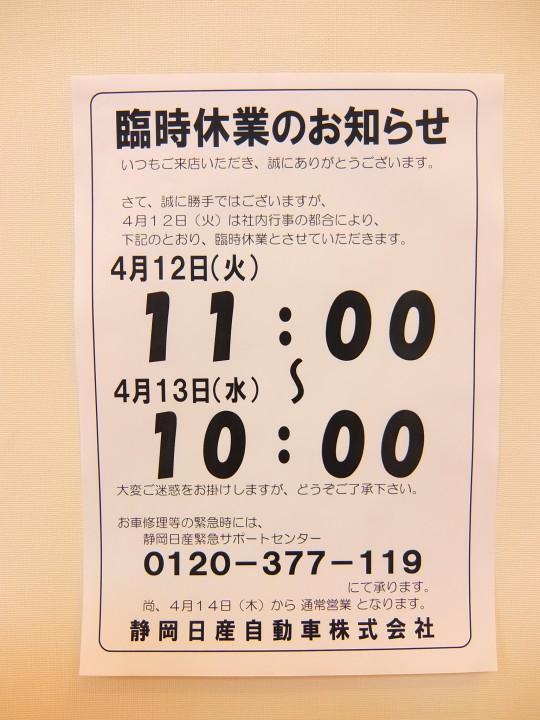 臨時休業のお知らせ
いつもご来店いただき、誠にありがとうございます。
さて、誠に勝手ではございますが、
４月１２日（火）は社内行事の都合により、
下記のとおり、臨時休業とさせていただきます。
4月12日（火）
11：00
～
4月13日（水）
10：00
大変ご迷惑をお掛けしますが、どうぞご了承下さい。
お車修理等の緊急時には、
静岡日産緊急サポートセンター
0120－377－119
にて承ります。
尚、４月１４日（木）から 通常営業 となります。
静岡日産自動車株式会社